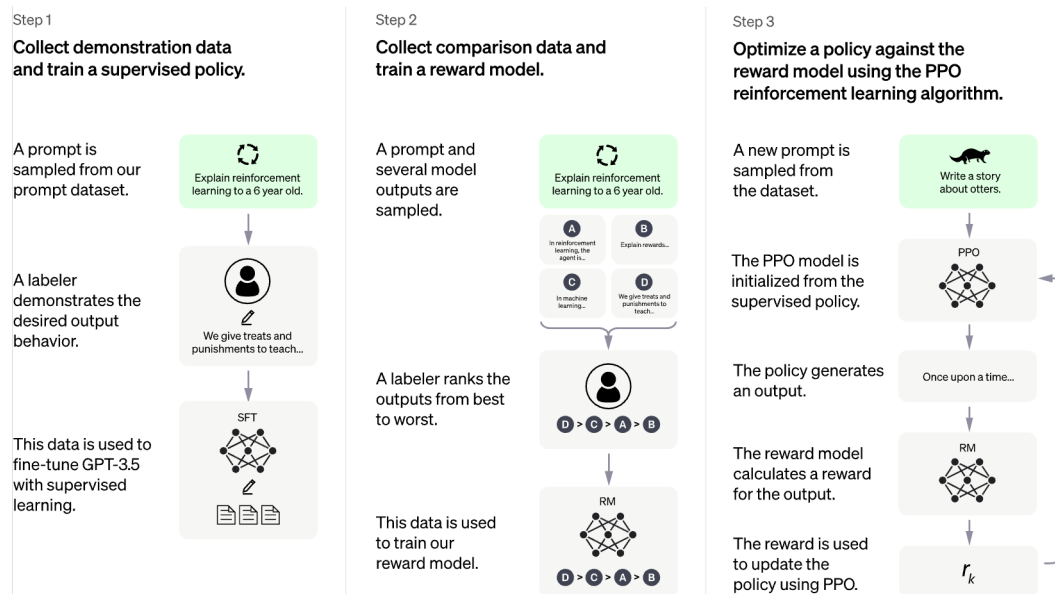 Step 1
Collect demonstration data
and train a supervised policy.
A prompt is
sampled from our
prompt dataset.
Explain reinforcement
learning to a 6 year old.
A labeler
demonstrates the
desired output
behavior.
We give treats and
punishments to teach...
This data is used to
fine-tune GPT-3.5
with supervised
learning.
SFT
Step 2
Collect comparison data and
train a reward model.
A prompt and
several model
outputs are
sampled.
Explain reinforcement
learning to a 6 year old.
A
In reinforcement
learning, the
agent is...
B
Explain rewards...
C
In machine
learning...
D
We give treats and
punishments to
teach...
A labeler ranks the
outputs from best
to worst.
D > C > A > B
This data is used
to train our
reward model.
RM
D > C > A > B
Step 3
Optimize a policy against the
reward model using the PPO
reinforcement learning algorithm.
A new prompt is
sampled from
the dataset.
Write a story
about otters.
The PPO model is
initialized from the
supervised policy.
PPO
The policy generates
an output.
Once upon a time...
The reward model
calculates a reward
for the output.
RM
The reward is used
to update the
policy using PPO.
rk